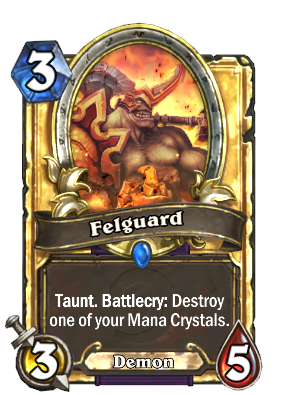 3
Felguard
Taunt. Battlecry: Destroy
one of your Mana Crystals.
3
Demon
5